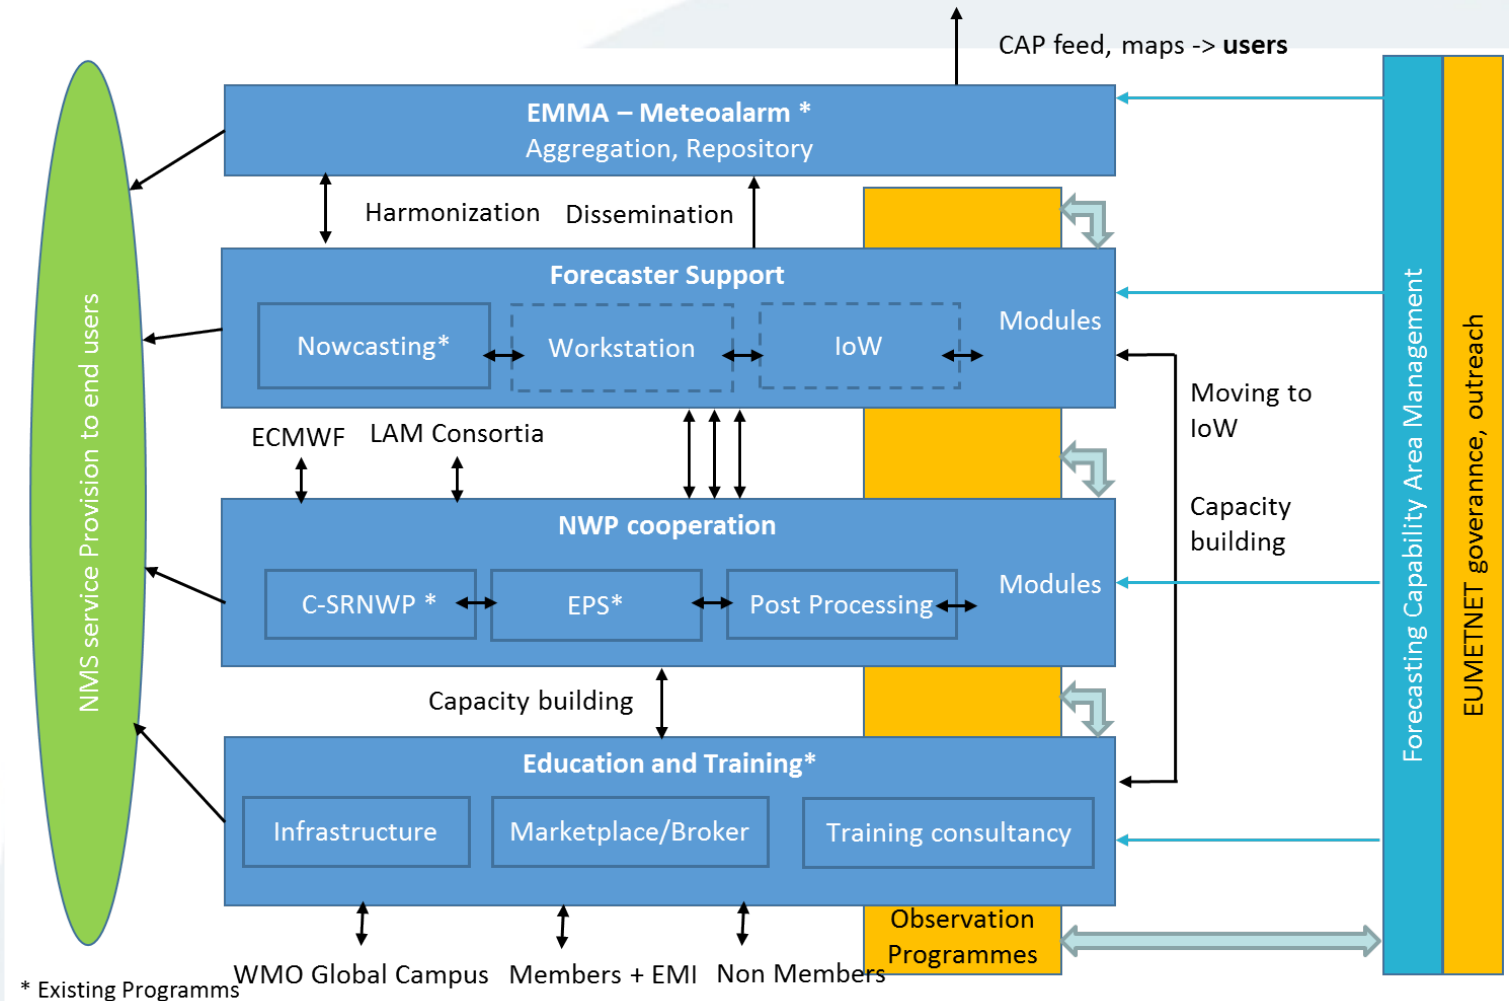 CAP feed, maps -> users
EMMA – Meteoalarm *
Aggregation, Repository
Harmonization
Dissemination
Forecaster Support
Modules
Nowcasting*
Workstation
IoW
ECMWF
LAM Consortia
Moving to
IoW
Capacity
building
NWP cooperation
Modules
C-SRNWP *
EPS*
Post Processing
Capacity building
Education and Training*
Infrastructure
Marketplace/Broker
Training consultancy
Observation
Programmes
WMO Global Campus
Members + EMI
Non Members
* Existing Programms
NMS service Provision to end users
Forecasting Capability Area Management
EUMETNET goverannce, outreach